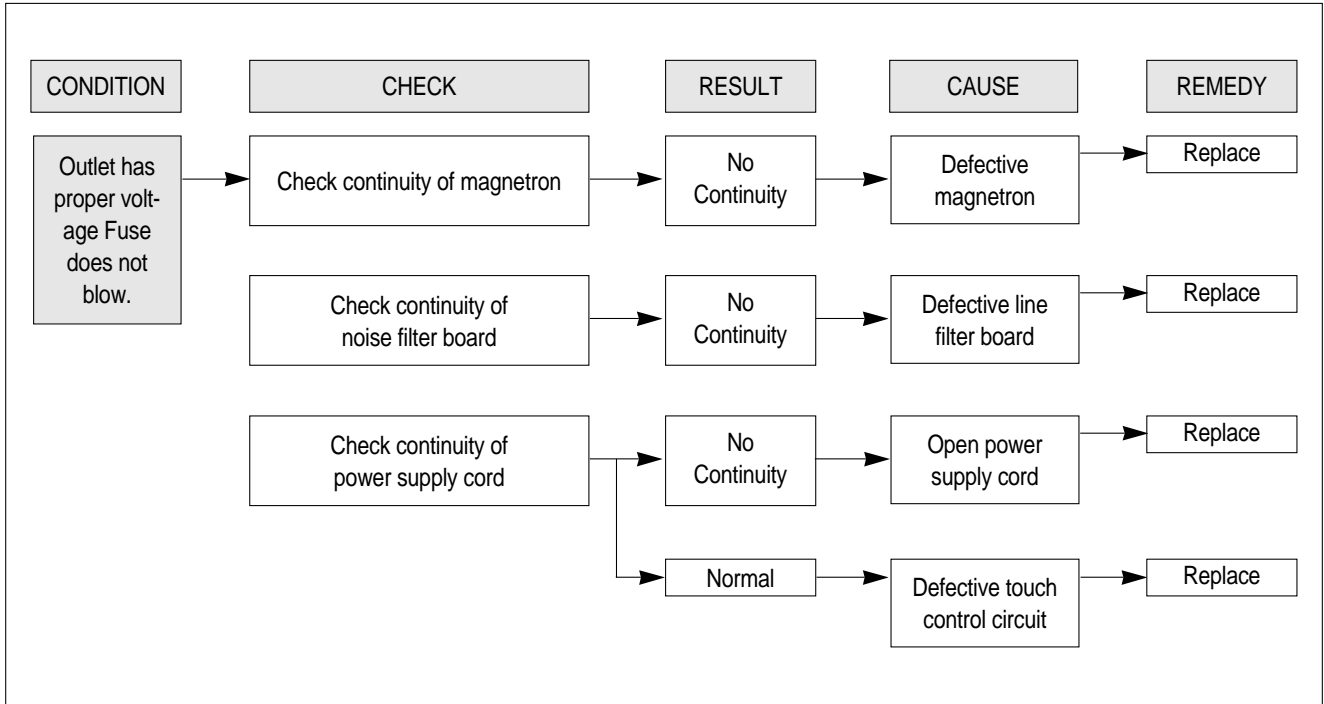 CONDITION
CHECK
RESULT
CAUSE
REMEDY
Outlet has
proper volt-
age Fuse
does not
blow.
Check continuity of magnetron
No
Continuity
Defective
magnetron
Replace
Check continuity of
noise filter board
No
Continuity
Defective line
filter board
Replace
Check continuity of
power supply cord
No
Continuity
Open power
supply cord
Replace
Normal
Defective touch
control circuit
Replace